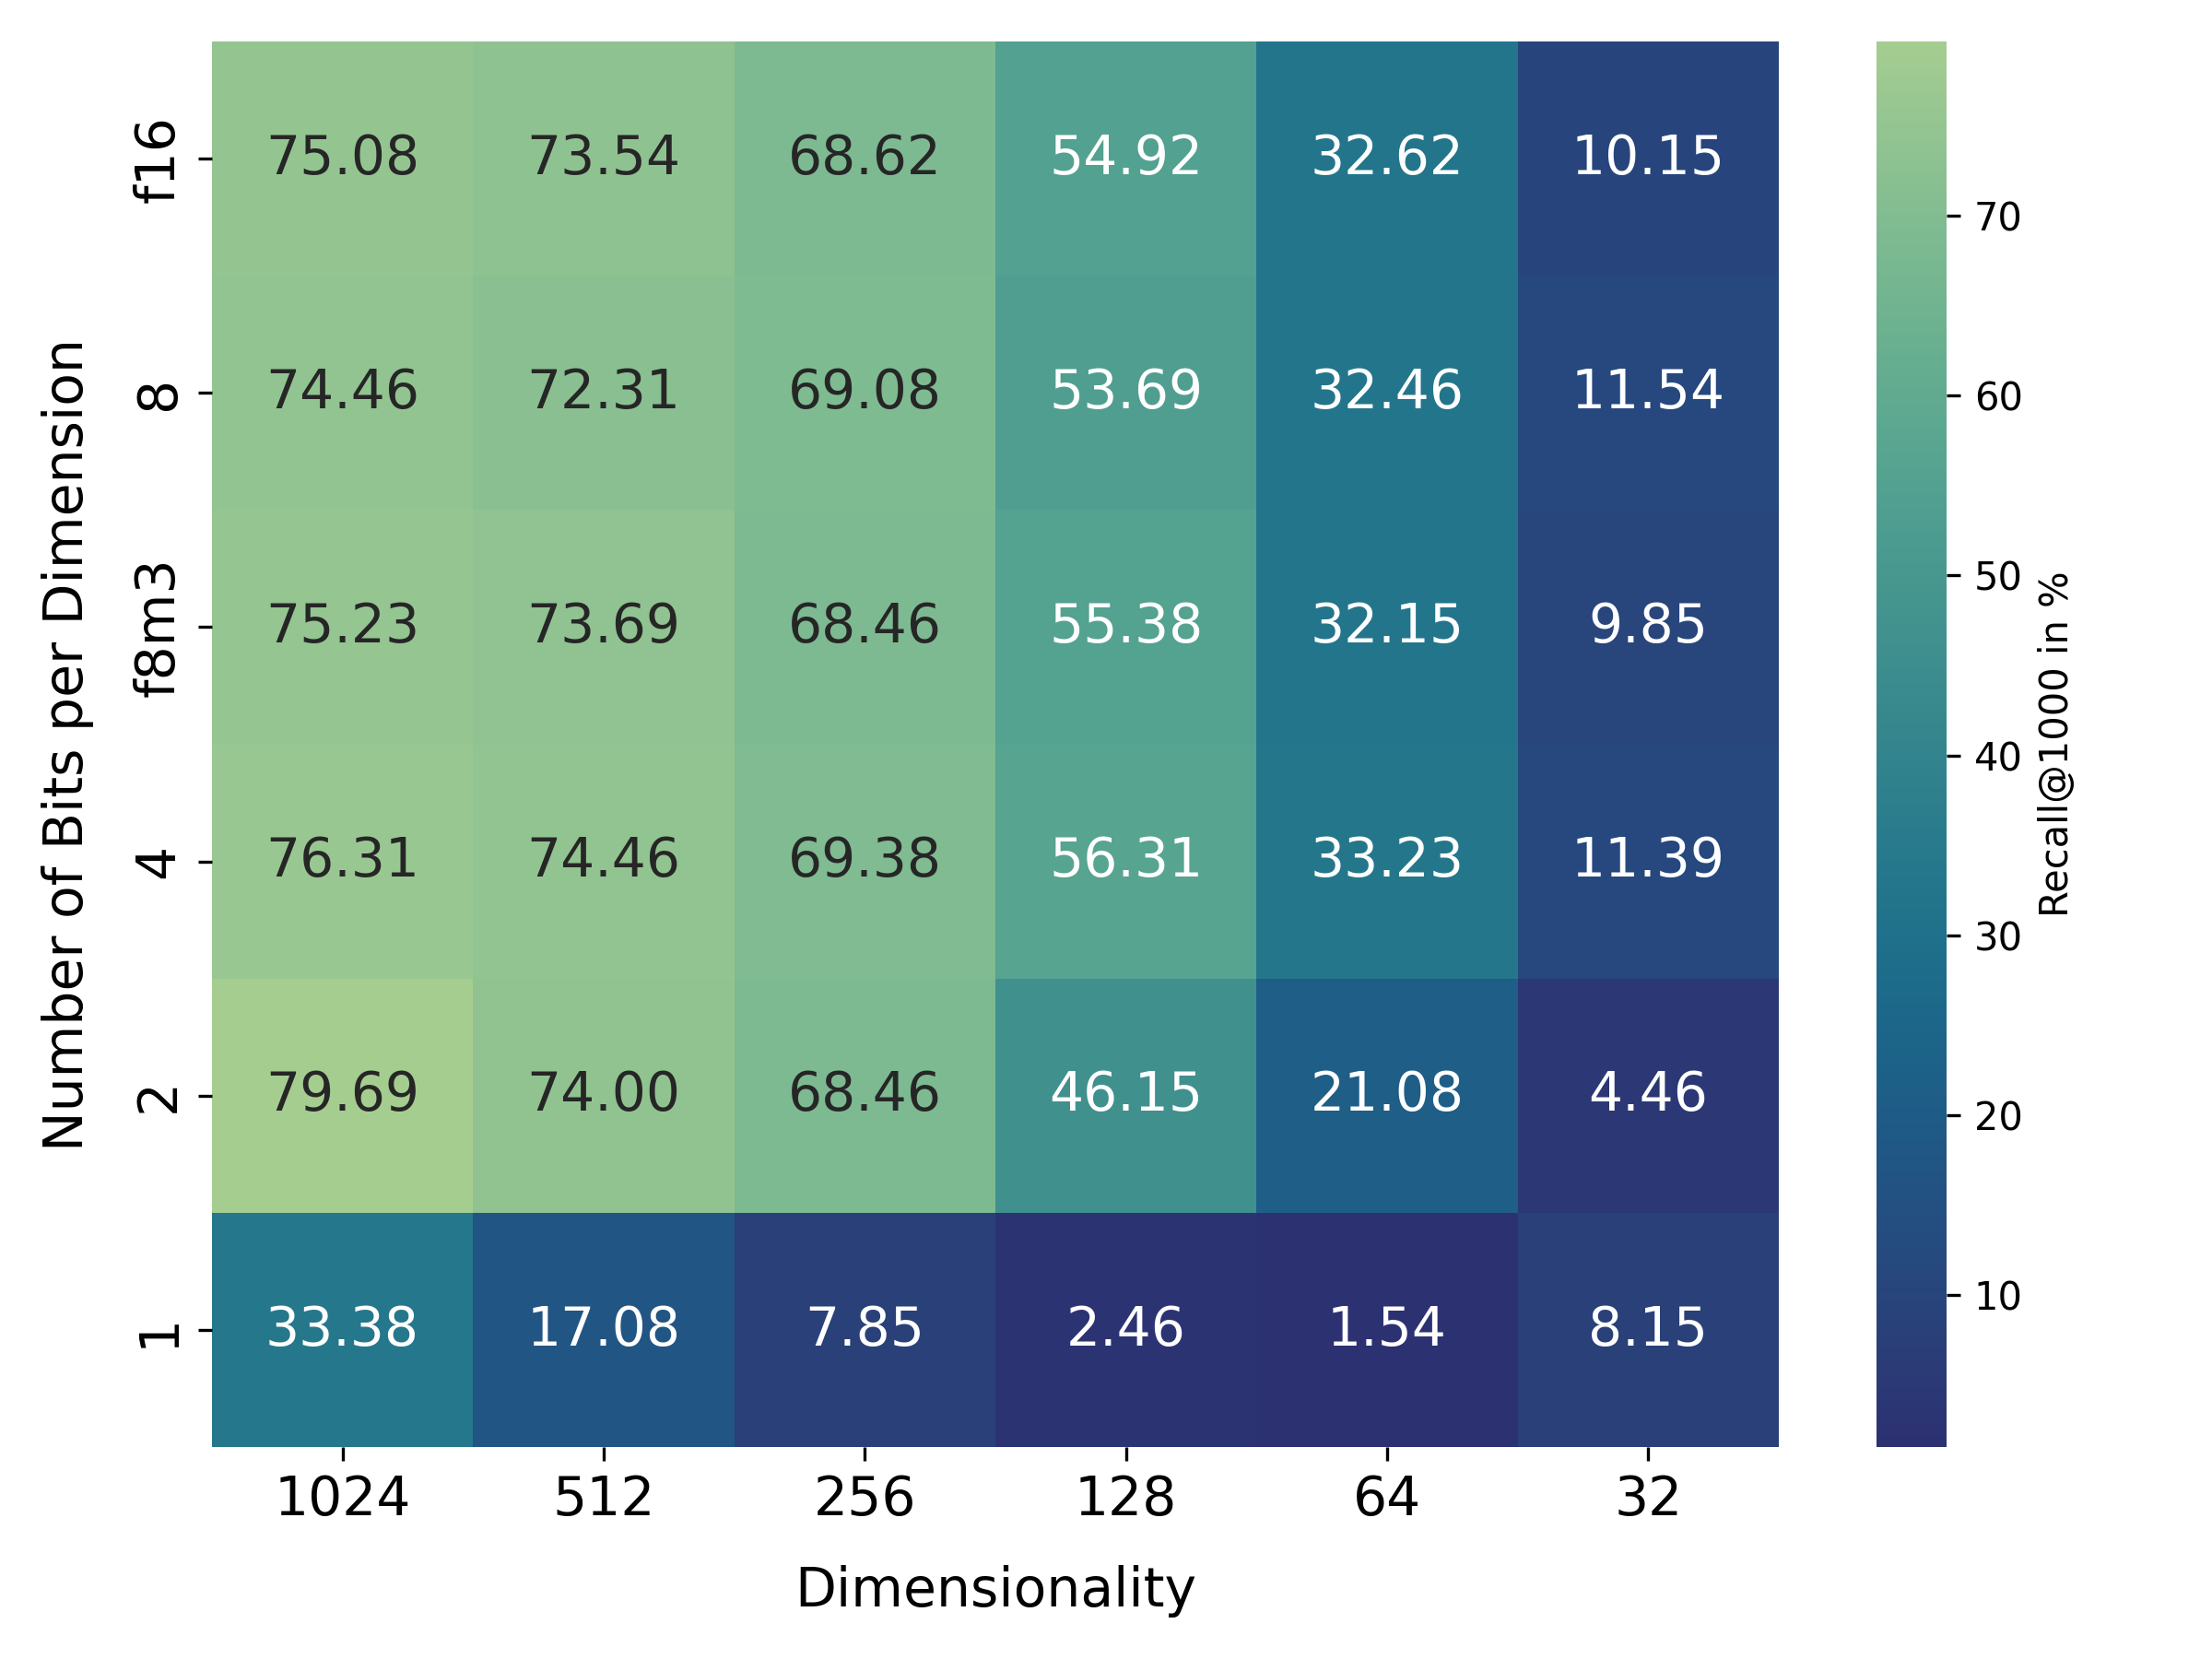 Number of Bits per Dimension
f16 75.08 73.54 68.62 54.92 32.62 10.15
8 74.46 72.31 69.08 53.69 32.46 11.54
f8m3 75.23 73.69 68.46 55.38 32.15 9.85
4 76.31 74.46 69.38 56.31 33.23 11.39
2 79.69 74.00 68.46 46.15 21.08 4.46
1 33.38 17.08 7.85 2.46 1.54 8.15
1024 512 256 128 64 32
Dimensionality
70
60
50
40
30
20
10
Recall@1000 in %